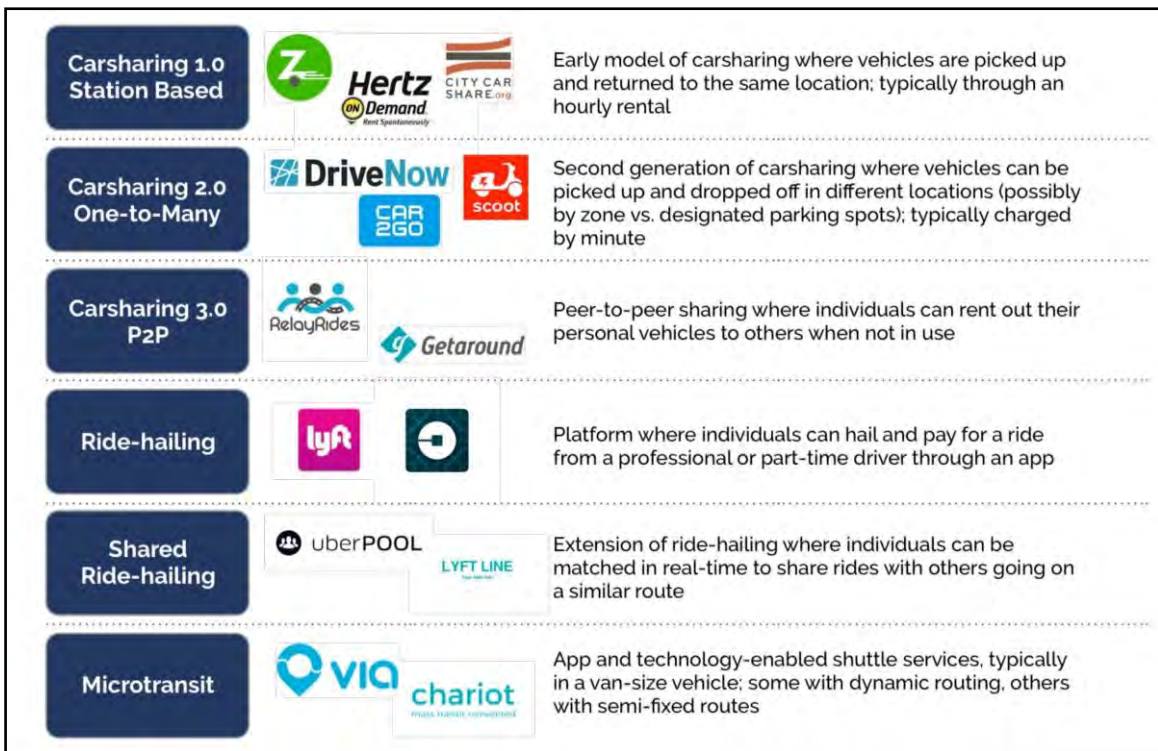 Carsharing 1.0
Station Based
Z
Hertz
ON Demand
Rent Spontaneously
CITY CAR
SHARE.org
Early model of carsharing where vehicles are picked up
and returned to the same location; typically through an
hourly rental
Carsharing 2.0
One-to-Many
DriveNow
CAR
2GO
scoot
Second generation of carsharing where vehicles can be
picked up and dropped off in different locations (possibly
by zone vs. designated parking spots); typically charged
by minute
Carsharing 3.0
P2P
RelayRides
Getaround
Peer-to-peer sharing where individuals can rent out their
personal vehicles to others when not in use
Ride-hailing
lyft
Platform where individuals can hail and pay for a ride
from a professional or part-time driver through an app
Shared
Ride-hailing
uberPOOL
LYFT LINE
Extension of ride-hailing where individuals can be
matched in real-time to share rides with others going on
a similar route
Microtransit
via
chariot
mass transit reinvented
App and technology-enabled shuttle services, typically
in a van-size vehicle; some with dynamic routing, others
with semi-fixed routes